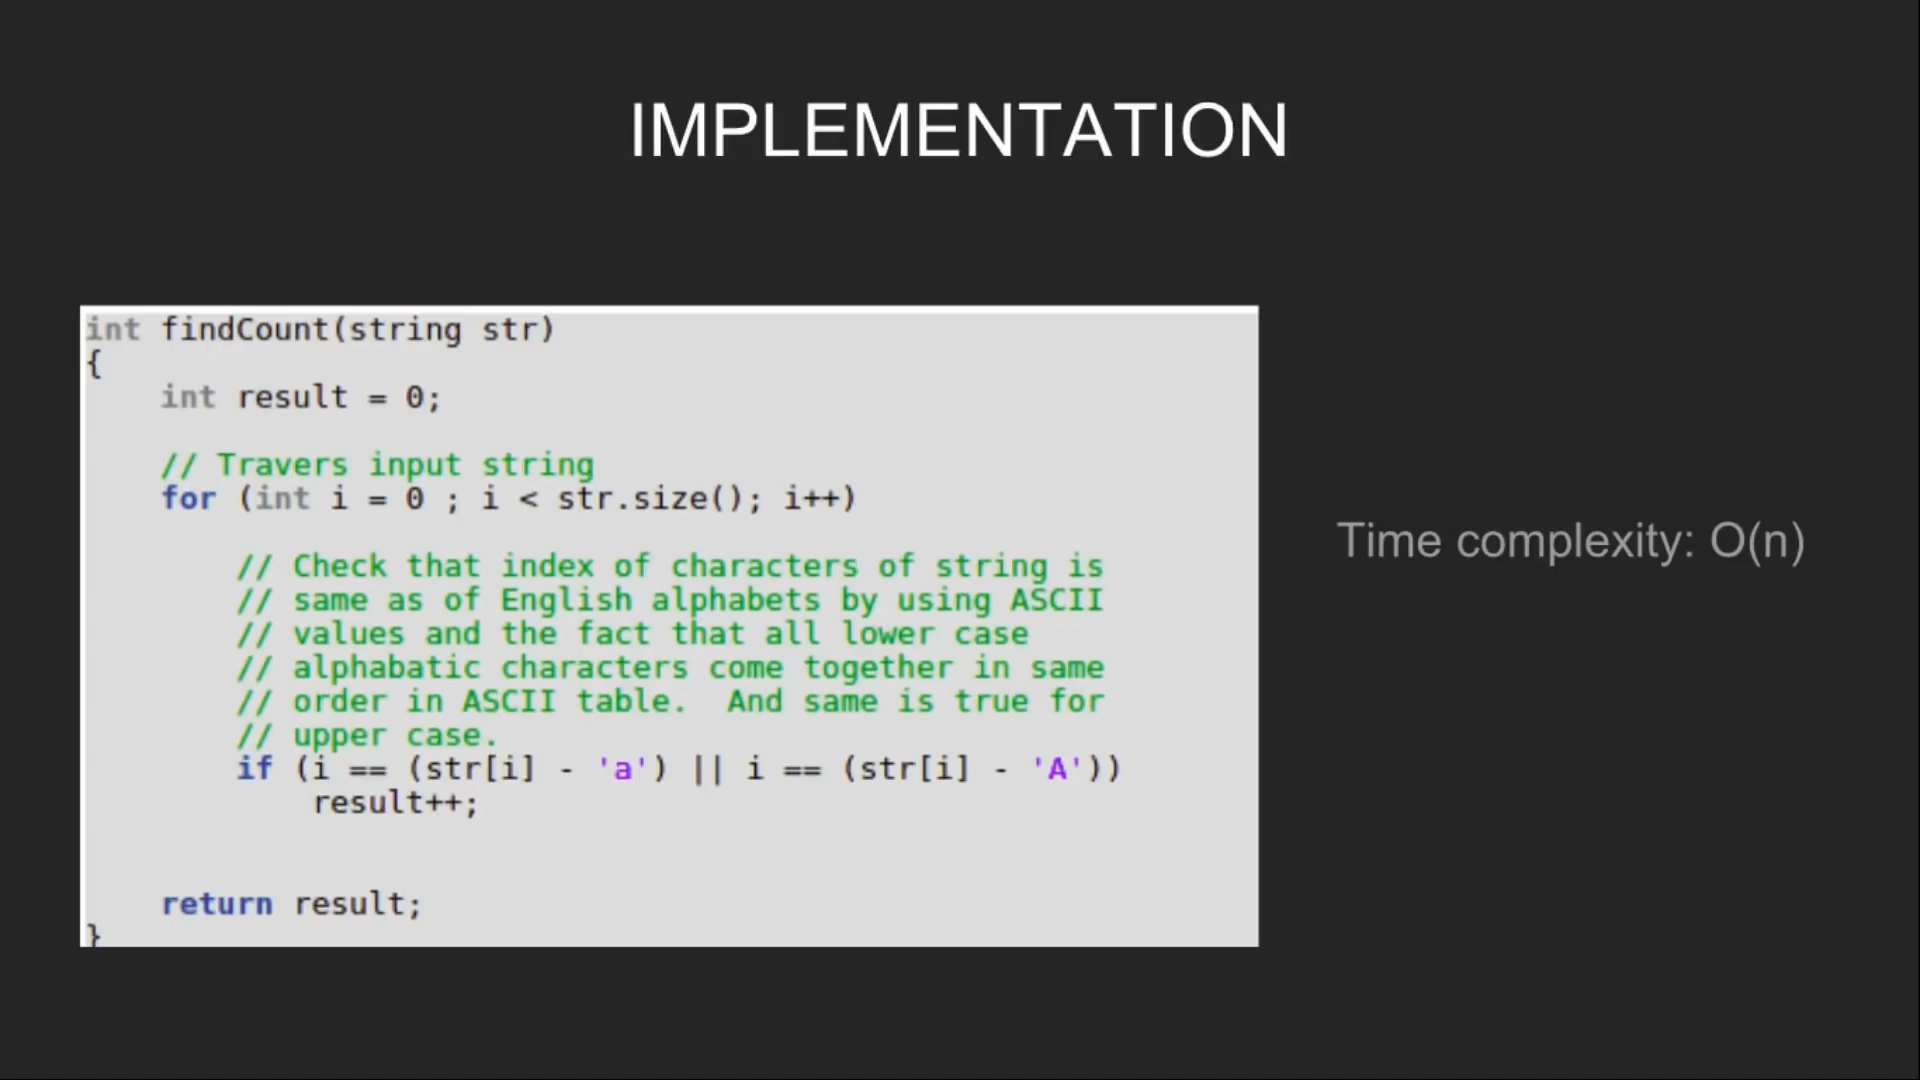 IMPLEMENTATION
int findCount(string str)
{
    int result = 0;
    // Travers input string
    for (int i = 0 ; i < str.size(); i++)
        // Check that index of characters of string is
        // same as of English alphabets by using ASCII
        // values and the fact that all lower case
        // alphabatic characters come together in same
        // order in ASCII table.  And same is true for
        // upper case.
        if (i == (str[i] - 'a') || i == (str[i] - 'A'))
            result++;
    return result;
}
Time complexity: O(n)